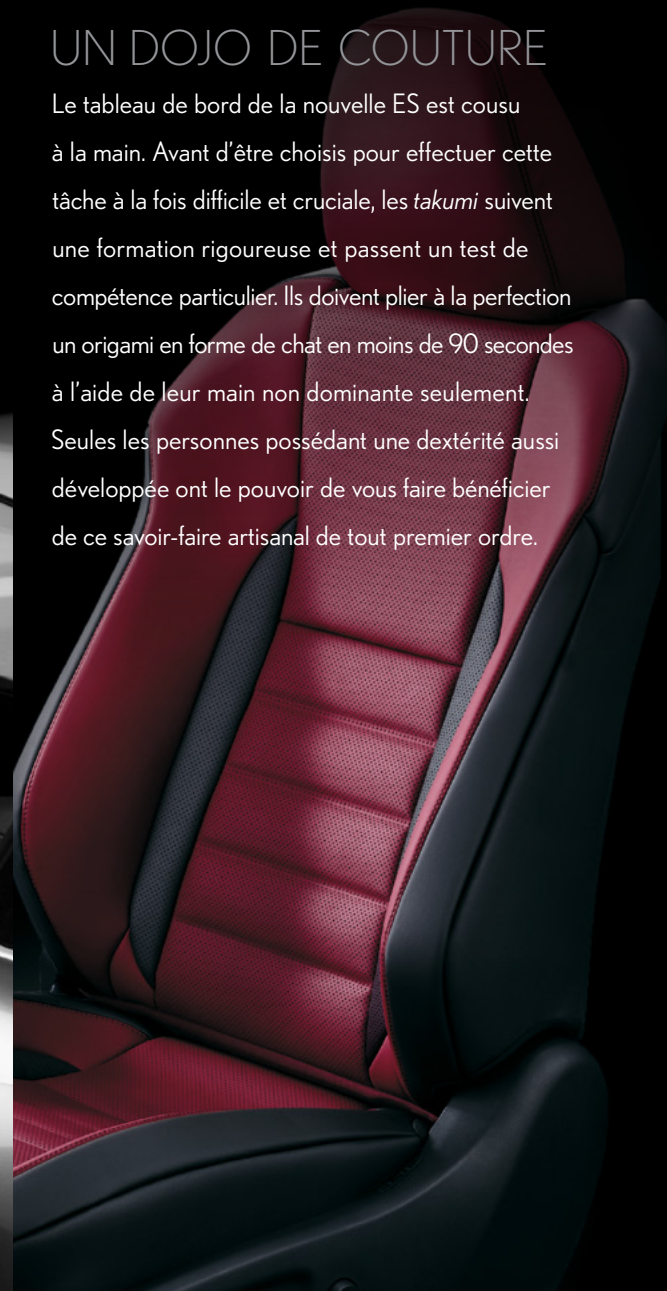 UN DOJO DE COUTURE
Le tableau de bord de la nouvelle ES est cousu
à la main. Avant d'être choisis pour effectuer cette
tâche à la fois difficile et cruciale, les takumi suivent
une formation rigoureuse et passent un test de
compétence particulier. Ils doivent plier à la perfection
un origami en forme de chat en moins de 90 secondes
à l'aide de leur main non dominante seulement.
Seules les personnes possédant une dextérité aussi
développée ont le pouvoir de vous faire bénéficier
de ce savoir-faire artisanal de tout premier ordre.